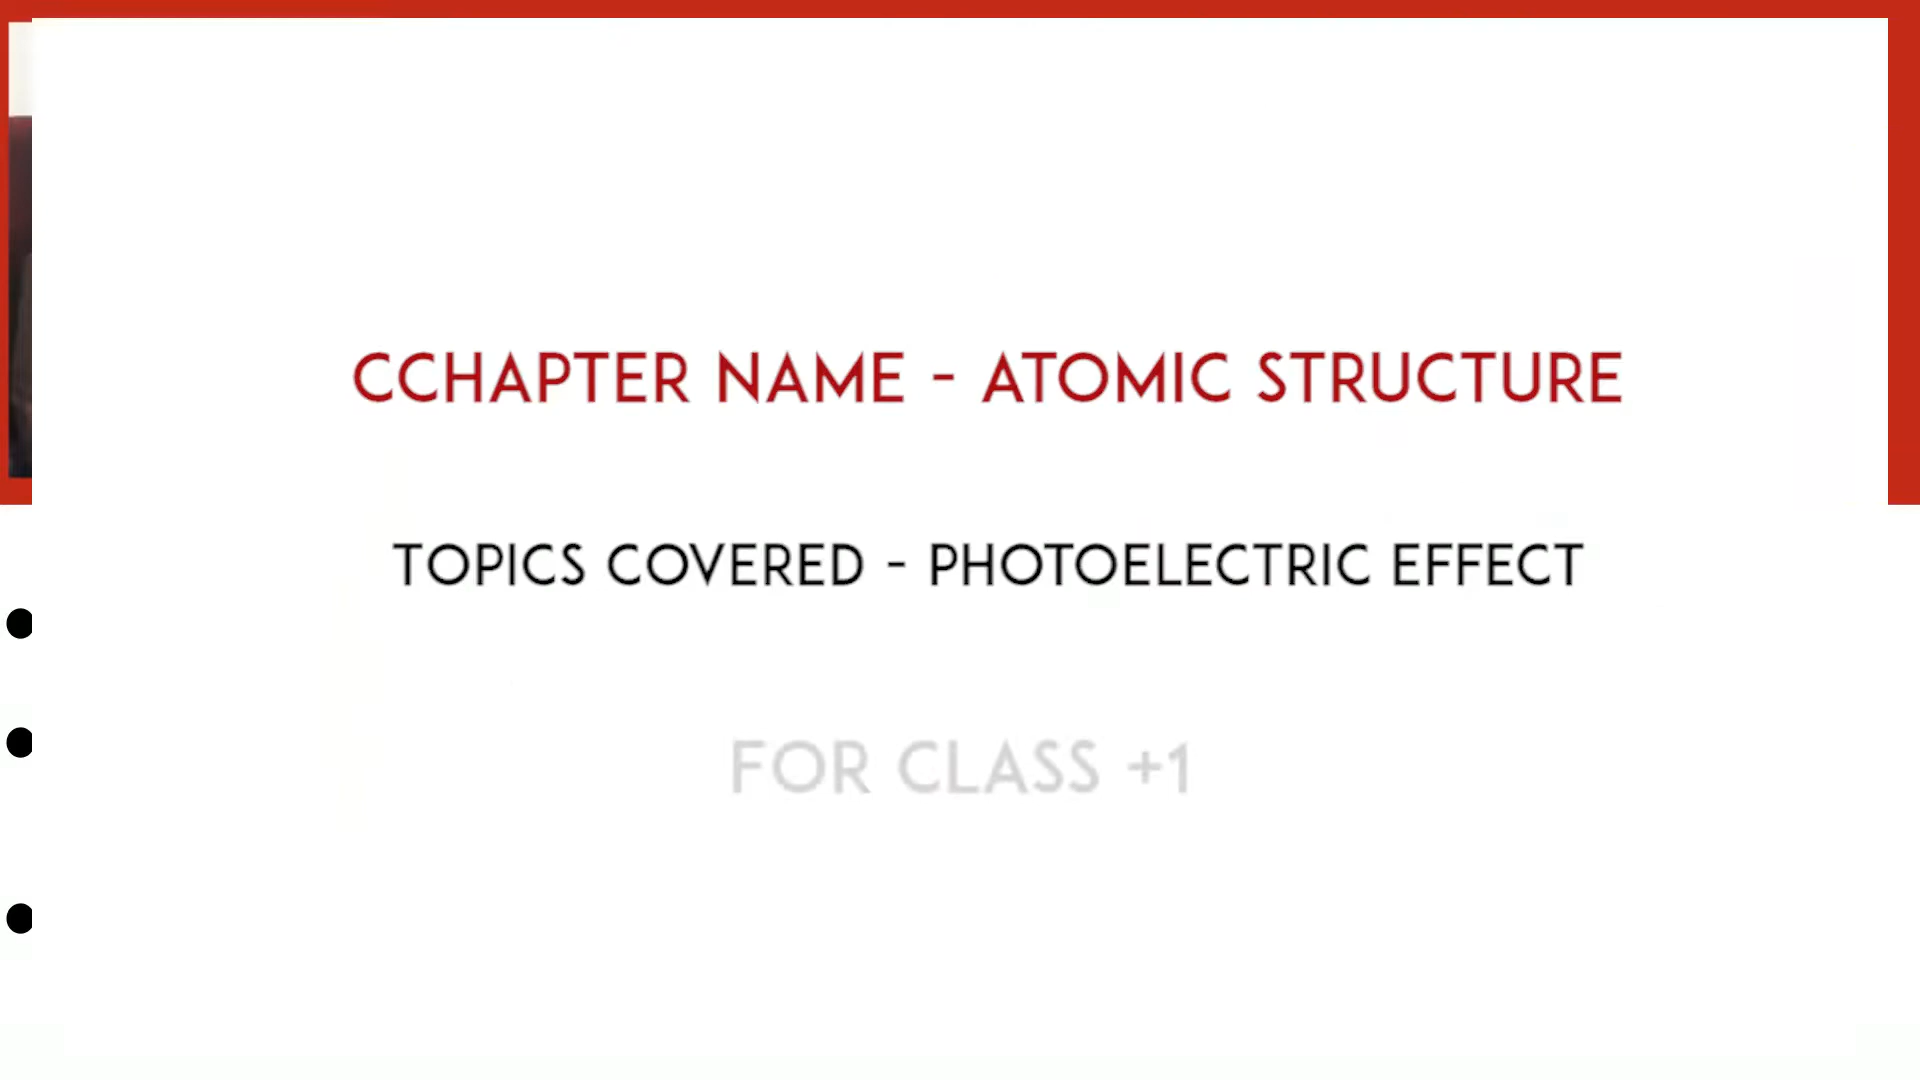 CCHAPTER NAME - ATOMIC STRUCTURE
TOPICS COVERED - PHOTOELECTRIC EFFECT
FOR CLASS +1